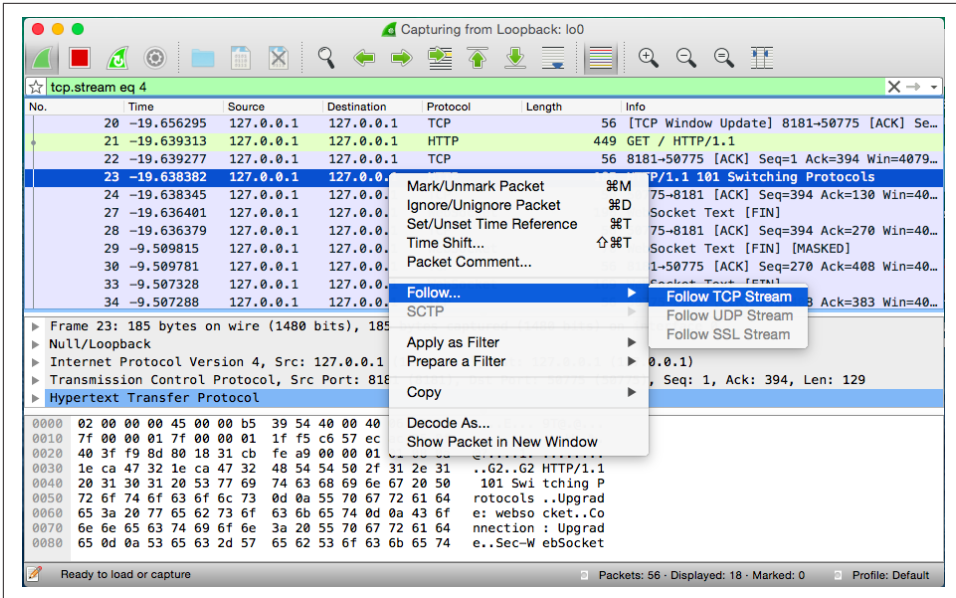 Capturing from Loopback: lo0
tcp.stream eq 4
No. Time Source Destination Protocol Length Info
20 -19.656295 127.0.0.1 127.0.0.1 TCP 56 [TCP Window Update] 8181→50775 [ACK] Se…
21 -19.639313 127.0.0.1 127.0.0.1 HTTP 449 GET / HTTP/1.1
22 -19.639277 127.0.0.1 127.0.0.1 TCP 56 8181→50775 [ACK] Seq=1 Ack=394 Win=4079…
23 -19.638382 127.0.0.1 127.0.0. P/1.1 101 Switching Protocols
24 -19.638345 127.0.0.1 127.0.0. 75→8181 [ACK] Seq=394 Ack=130 Win=40…
27 -19.636401 127.0.0.1 127.0.0. Socket Text [FIN]
28 -19.636379 127.0.0.1 127.0.0. 75→8181 [ACK] Seq=394 Ack=270 Win=40…
29 -9.509815 127.0.0.1 127.0.0. Socket Text [FIN] [MASKED]
30 -9.509781 127.0.0.1 127.0.0. 1→50775 [ACK] Seq=270 Ack=408 Win=40…
33 -9.507328 127.0.0.1 127.0.0.
34 -9.507288 127.0.0.1 127.0.0. 8 Ack=383 Win=40…
Mark/Unmark Packet ⌘M
Ignore/Unignore Packet ⌘D
Set/Unset Time Reference ⌘T
Time Shift... ⇧⌘T
Packet Comment...
Follow... ▶
SCTP ▶
Apply as Filter ▶
Prepare a Filter ▶
Copy ▶
Decode As...
Show Packet in New Window
Follow TCP Stream
Follow UDP Stream
Follow SSL Stream
Frame 23: 185 bytes on wire (1480 bits), 185
Null/Loopback
Internet Protocol Version 4, Src: 127.0.0.1 0.0.1)
Transmission Control Protocol, Src Port: 818 , Seq: 1, Ack: 394, Len: 129
Hypertext Transfer Protocol
0000 02 00 00 00 45 00 00 b5 39 54 40 00 40
0010 7f 00 00 01 7f 00 00 01 1f f5 c6 57 ec
0020 40 3f f9 8d 80 18 31 cb fe a9 00 00 01
0030 1e ca 47 32 1e ca 47 32 48 54 54 50 2f 31 2e 31 ..G2..G2 HTTP/1.1
0040 20 31 30 31 20 53 77 69 74 63 68 69 6e 67 20 50 101 Swi tching P
0050 72 6f 74 6f 63 6f 6c 73 0d 0a 55 70 67 72 61 64 rotocols ..Upgrad
0060 65 3a 20 77 65 62 73 6f 63 6b 65 74 0d 0a 43 6f e: webso cket..Co
0070 6e 6e 65 63 74 69 6f 6e 3a 20 55 70 67 72 61 64 nnection : Upgrad
0080 65 0d 0a 53 65 63 2d 57 65 62 53 6f 63 6b 65 74 e..Sec-W ebSocket
Ready to load or capture Packets: 56 · Displayed: 18 · Marked: 0 Profile: Default